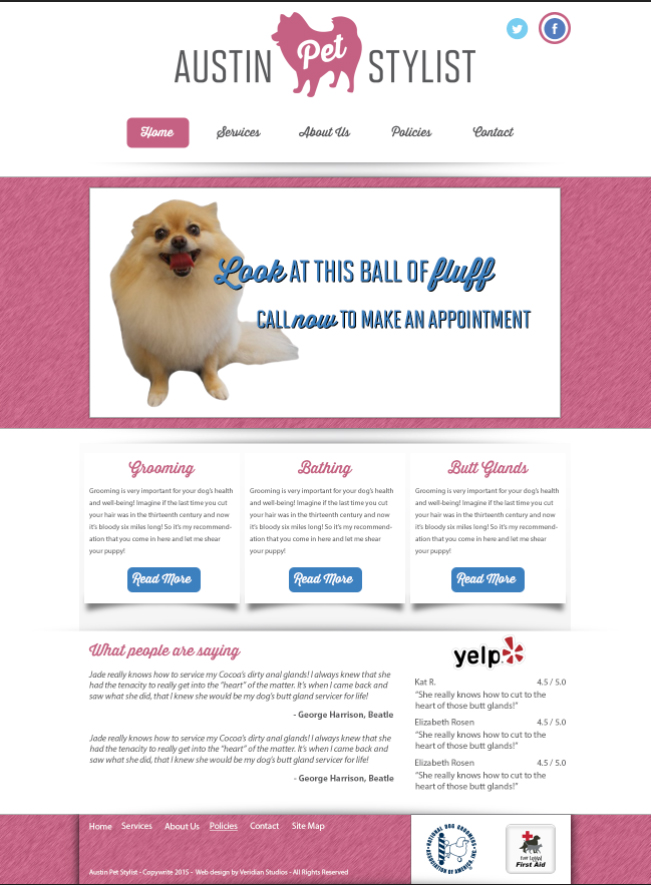 AUSTIN Pet STYLIST
Home Services About Us Policies Contact
Look AT THIS BALL OF fluff
CALL now TO MAKE AN APPOINTMENT
Grooming
Grooming is very important for your dog's health
and well-being! Imagine if the last time you cut
your hair was in the thirteenth century and now
it's bloody six miles long! So it's my recommend-
ation that you come in here and let me shear
your puppy!
Read More
Bathing
Grooming is very important for your dog's health
and well-being! Imagine if the last time you cut
your hair was in the thirteenth century and now
it's bloody six miles long! So it's my recommend-
ation that you come in here and let me shear
your puppy!
Read More
Butt Glands
Grooming is very important for your dog's health
and well-being! Imagine if the last time you cut
your hair was in the thirteenth century and now
it's bloody six miles long! So it's my recommend-
ation that you come in here and let me shear
your puppy!
Read More
What people are saying
Jade really knows how to service my Cocoa's dirty anal glands! I always knew that she
had the tenacity to really get into the "heart" of the matter. It's when I came back and
saw what she did, that I knew she would be my dog's butt gland servicer for life!
- George Harrison, Beatle
Jade really knows how to service my Cocoa's dirty anal glands! I always knew that she
had the tenacity to really get into the "heart" of the matter. It's when I came back and
saw what she did, that I knew she would be my dog's butt gland servicer for life!
- George Harrison, Beatle
yelp
Kat R. 4.5 / 5.0
"She really knows how to cut to the
heart of those butt glands!"
Elizabeth Rosen 4.5 / 5.0
"She really knows how to cut to the
heart of those butt glands!"
Elizabeth Rosen 4.5 / 5.0
"She really knows how to cut to the
heart of those butt glands!"
Home Services About Us Policies Contact Site Map
Austin Pet Stylist - Copywrite 2015 - Web design by Veridian Studios - All Rights Reserved
NATIONAL DOG GROOMERS
ASSOCIATION OF AMERICA, INC.
First Aid